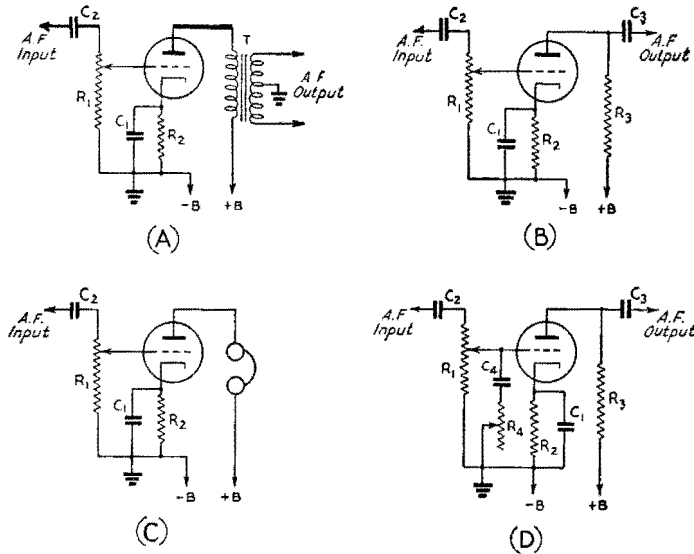 C2
A.F.
Input
R1
C1
R2
T
A.F.
Output
-B
+B
(A)
C2
A.F.
Input
R1
C1
R2
C3
A.F.
Output
R3
-B
+B
(B)
C2
A.F.
Input
R1
C1
R2
-B
+B
(C)
C2
A.F.
Input
R1
C4
R4
R2
C1
C3
A.F.
Output
R3
-B
+B
(D)